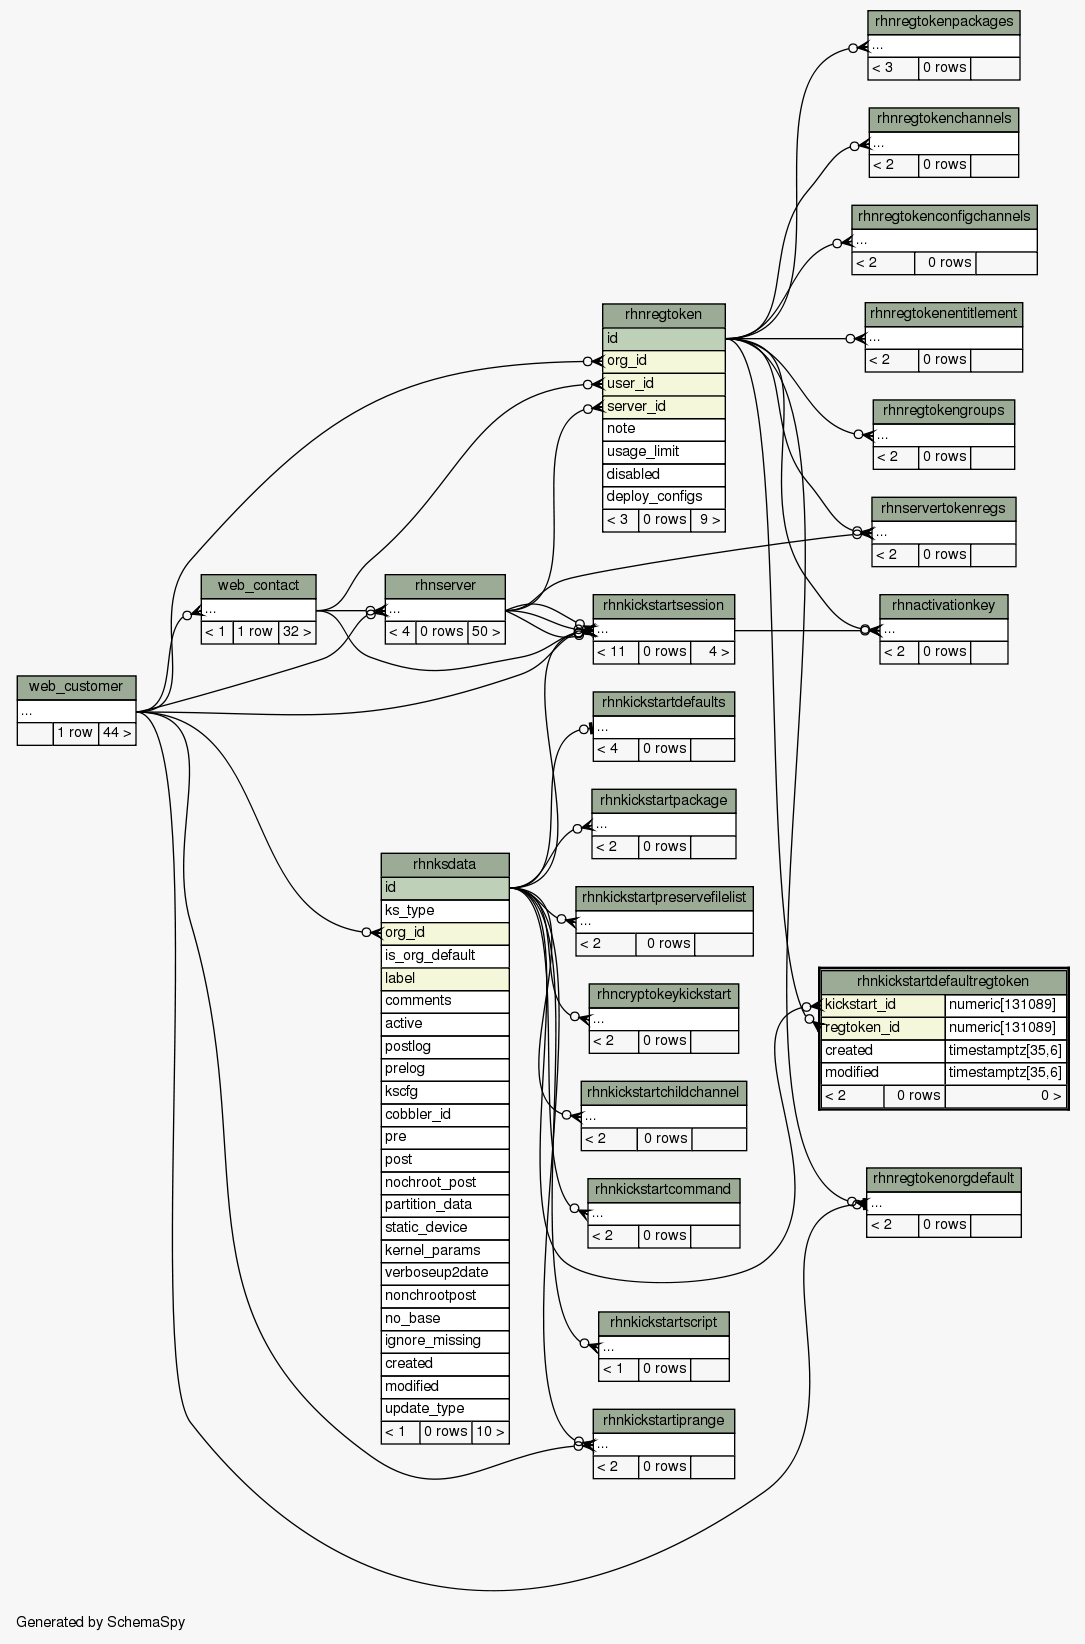 rhnregtokenpackages
...
< 3 0 rows
rhnregtokenchannels
...
< 2 0 rows
rhnregtokenconfigchannels
...
< 2 0 rows
rhnregtokenentitlement
...
< 2 0 rows
rhnregtoken
id
org_id
user_id
server_id
note
usage_limit
disabled
deploy_configs
< 3 0 rows 9 >
rhnregtokengroups
...
< 2 0 rows
rhnservertokenregs
...
< 2 0 rows
web_contact
...
< 1 1 row 32 >
rhnserver
...
< 4 0 rows 50 >
rhnkickstartsession
...
< 11 0 rows 4 >
rhnactivationkey
...
< 2 0 rows
web_customer
...
1 row 44 >
rhnkickstartdefaults
...
< 4 0 rows
rhnkickstartpackage
...
< 2 0 rows
rhnksdata
id
ks_type
org_id
is_org_default
label
comments
active
postlog
prelog
kscfg
cobbler_id
pre
post
nochroot_post
partition_data
static_device
kernel_params
verboseup2date
nonchrootpost
no_base
ignore_missing
created
modified
update_type
< 1 0 rows 10 >
rhnkickstartpreservefilelist
...
< 2 0 rows
rhncryptokeykickstart
...
< 2 0 rows
rhnkickstartchildchannel
...
< 2 0 rows
rhnkickstartcommand
...
< 2 0 rows
rhnkickstartdefaultregtoken
kickstart_id numeric[131089]
regtoken_id numeric[131089]
created timestamptz[35,6]
modified timestamptz[35,6]
< 2 0 rows 0 >
rhnregtokenorgdefault
...
< 2 0 rows
rhnkickstartscript
...
< 1 0 rows
rhnkickstartiprange
...
< 2 0 rows
Generated by SchemaSpy